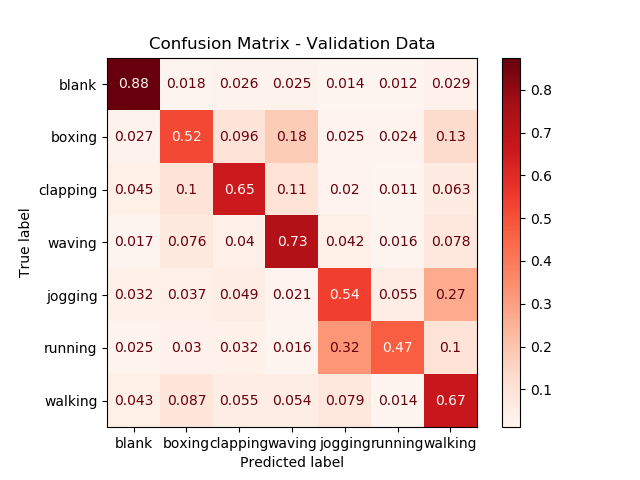 Confusion Matrix - Validation Data
blank 0.88 0.018 0.026 0.025 0.014 0.012 0.029
boxing 0.027 0.52 0.096 0.18 0.025 0.024 0.13
clapping 0.045 0.1 0.65 0.11 0.02 0.011 0.063
waving 0.017 0.076 0.04 0.73 0.042 0.016 0.078
jogging 0.032 0.037 0.049 0.021 0.54 0.055 0.27
running 0.025 0.03 0.032 0.016 0.32 0.47 0.1
walking 0.043 0.087 0.055 0.054 0.079 0.014 0.67
blank boxing clapping waving jogging running walking
Predicted label
True label
0.8
0.7
0.6
0.5
0.4
0.3
0.2
0.1